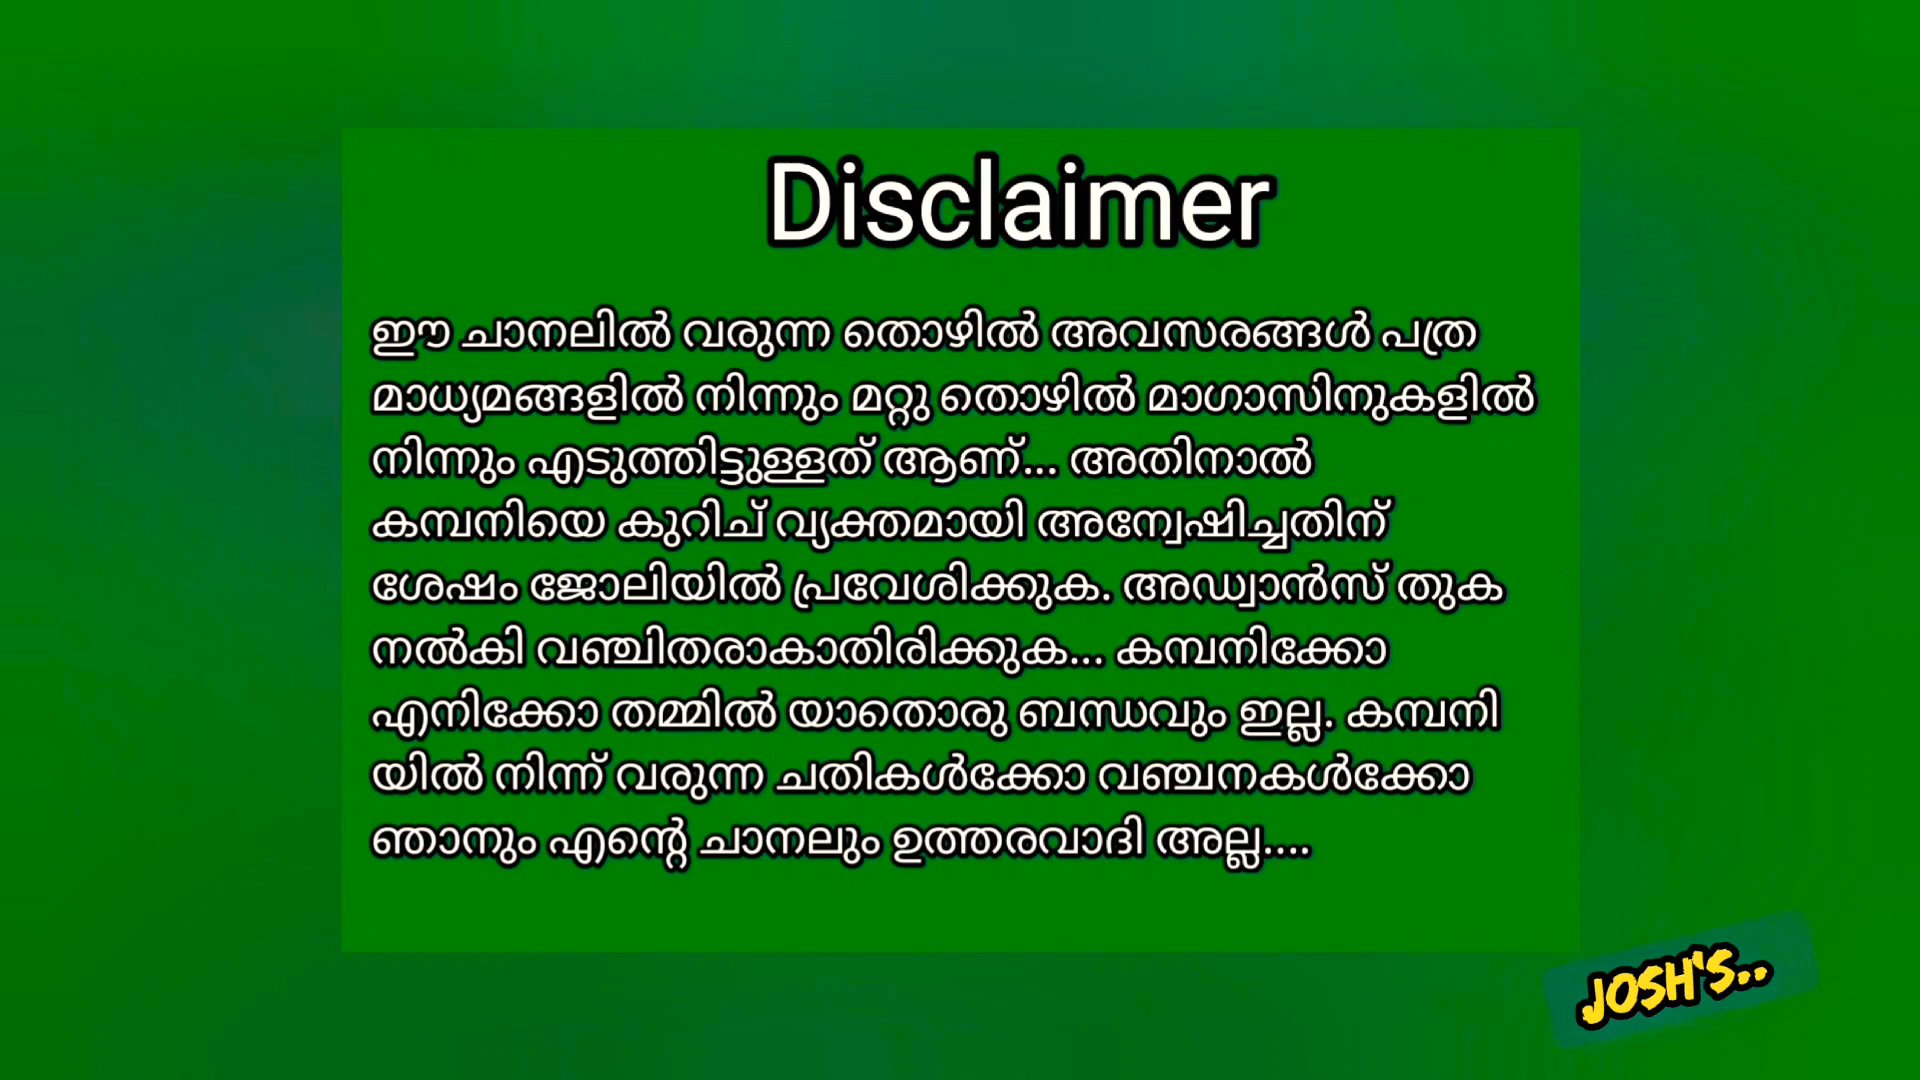 Disclaimer
ഈ ചാനലിൽ വരുന്ന തൊഴിൽ അവസരങ്ങൾ പത്ര
മാധ്യമങ്ങളിൽ നിന്നും മറ്റു തൊഴിൽ മാഗാസിനുകളിൽ
നിന്നും എടുത്തിട്ടുള്ളത് ആണ്... അതിനാൽ
കമ്പനിയെ കുറിച് വ്യക്തമായി അന്വേഷിച്ചതിന്
ശേഷം ജോലിയിൽ പ്രവേശിക്കുക. അഡ്വാൻസ് തുക
നൽകി വഞ്ചിതരാകാതിരിക്കുക... കമ്പനിക്കോ
എനിക്കോ തമ്മിൽ യാതൊരു ബന്ധവും ഇല്ല. കമ്പനി
യിൽ നിന്ന് വരുന്ന ചതികൾക്കോ വഞ്ചനകൾക്കോ
ഞാനും എന്റെ ചാനലും ഉത്തരവാദി അല്ല....
JOSH'S..